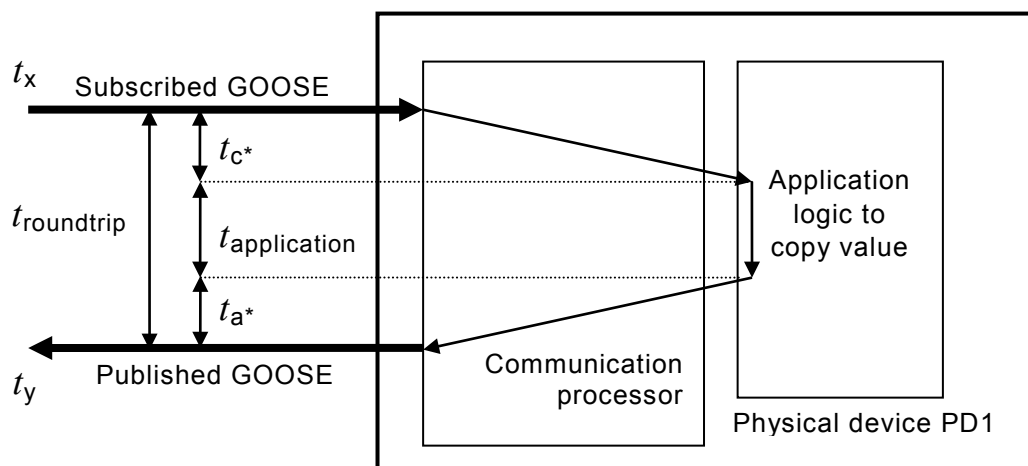 tx
Subscribed GOOSE
tc*
troundtrip
tapplication
ta*
Published GOOSE
ty
Application
logic to
copy value
Communication
processor
Physical device PD1